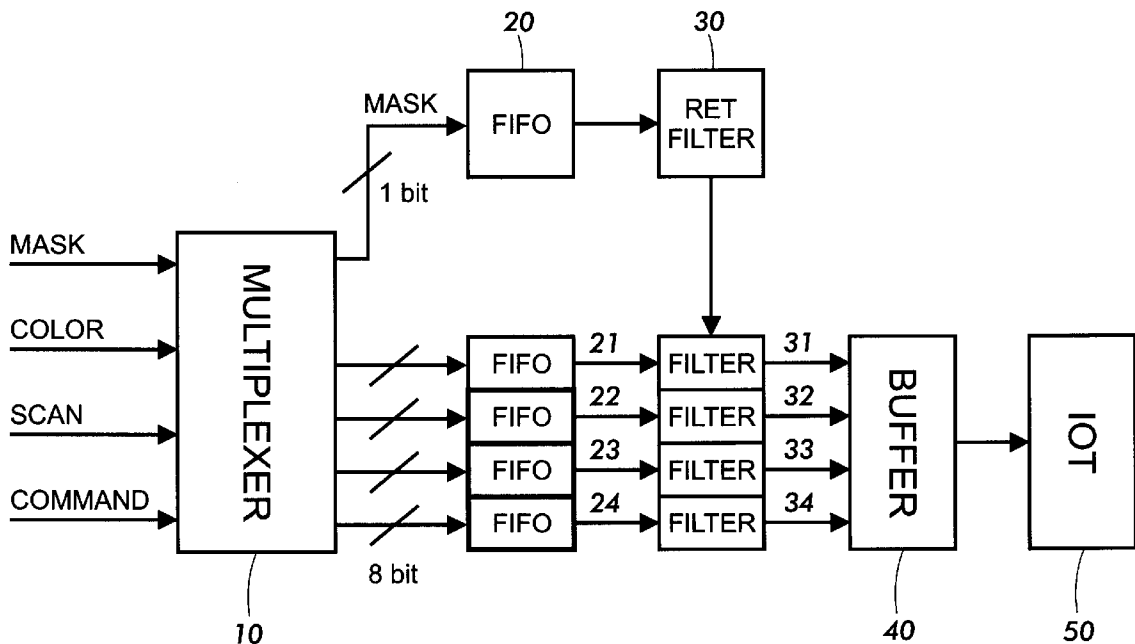 20
30
MASK
FIFO
RET
FILTER
1 bit
MASK
COLOR
SCAN
COMMAND
MULTIPLEXER
8 bit
10
FIFO
21
FILTER
31
FIFO
22
FILTER
32
FIFO
23
FILTER
33
FIFO
24
FILTER
34
BUFFER
40
IOT
50